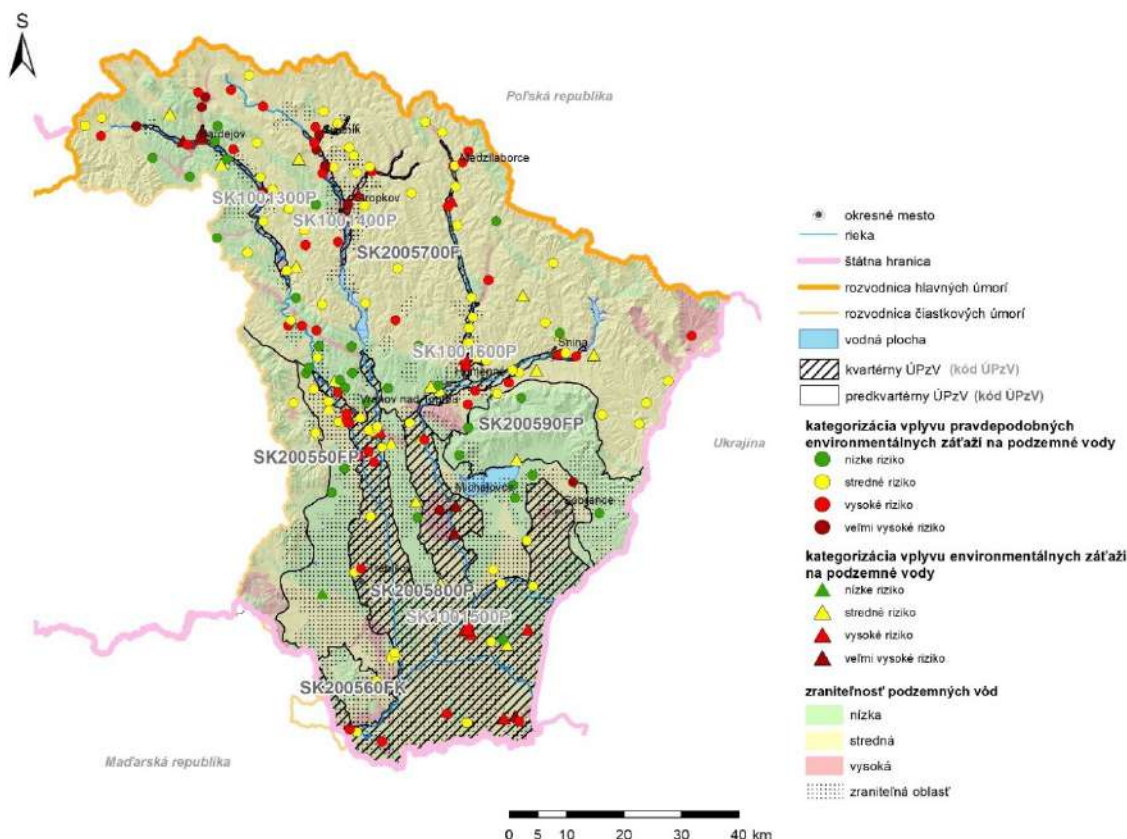 S
Poľská republika
Bardejov
Svidník
Medzilaborce
SK1001300P
Stropkov
SK1001400P
SK2005700F
SK1001600P
Snina
Humenné
Vranov nad Topľou
SK200590FP
Ukrajina
SK200550FP
Michalovce
Sobrance
SK2005800P
SK1001500P
SK200560FK
Maďarská republika
0 5 10 20 30 40 km
okresné mesto
rieka
štátna hranica
rozvodnica hlavných úmorí
rozvodnica čiastkových úmorí
vodná plocha
kvartérny ÚPzV (kód ÚPzV)
predkvartérny ÚPzV (kód ÚPzV)
kategorizácia vplyvu pravdepodobných
environmentálnych záťaží na podzemné vody
nízke riziko
stredné riziko
vysoké riziko
veľmi vysoké riziko
kategorizácia vplyvu environmentálnych záťaží
na podzemné vody
nízke riziko
stredné riziko
vysoké riziko
veľmi vysoké riziko
zraniteľnosť podzemných vôd
nízka
stredná
vysoká
zraniteľná oblasť